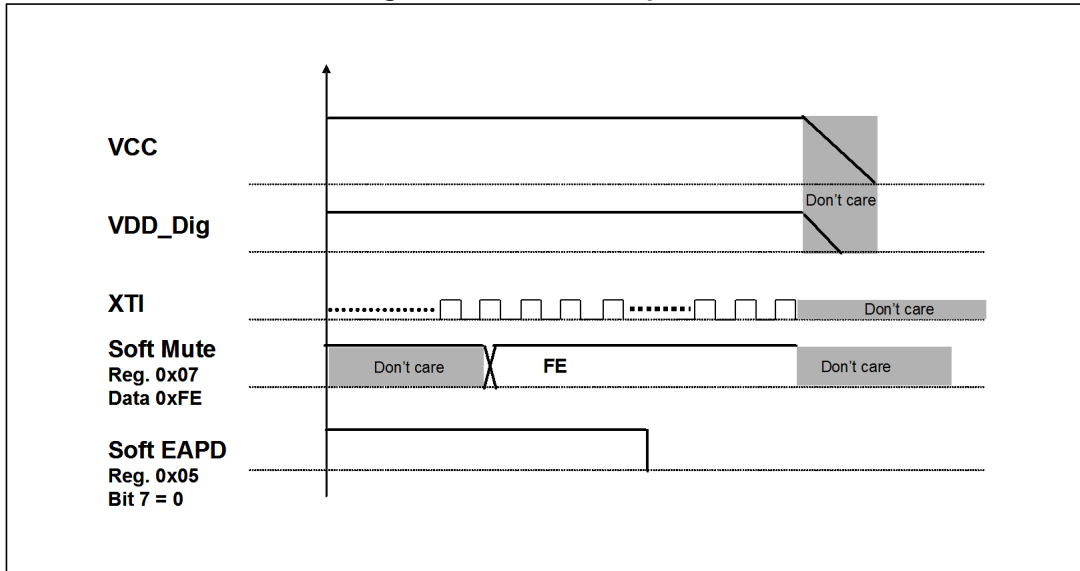 VCC
Don't care
VDD_Dig
XTI
Don't care
Soft Mute
Reg. 0x07
Data 0xFE
Don't care
FE
Don't care
Soft EAPD
Reg. 0x05
Bit 7 = 0